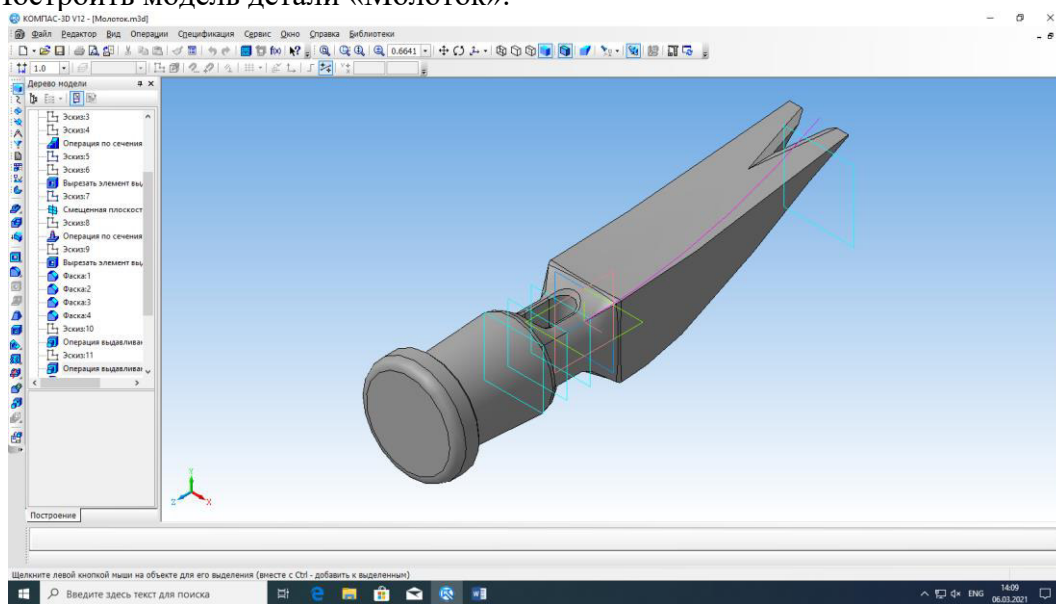 Построить модель детали «Молоток».
КОМПАС-3D V12 - [Молоток.m3d]
Файл Редактор Вид Операции Спецификация Сервис Окно Справка Библиотеки
0.6641
1.0
Дерево модели
Эскиз:3
Эскиз:4
Операция по сечения
Эскиз:5
Эскиз:6
Вырезать элемент вы
Эскиз:7
Смещенная плоскост
Эскиз:8
Операция по сечения
Эскиз:9
Вырезать элемент вы
Фаска:1
Фаска:2
Фаска:3
Фаска:4
Эскиз:10
Операция выдавливан
Эскиз:11
Операция выдавлива
Y
Z X
Построение
Щелкните левой кнопкой мыши на объекте для его выделения (вместе с Ctrl - добавить к выделенным)
Введите здесь текст для поиска
ENG
14:09
06.03.2021